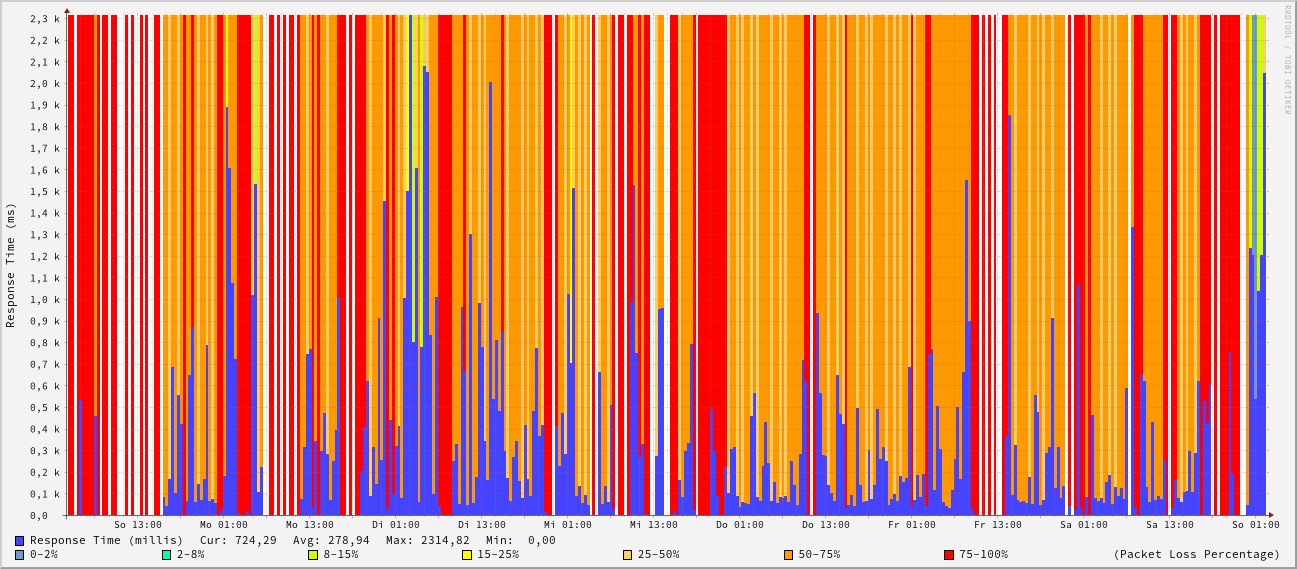 2,3 k
2,2 k
2,1 k
2,0 k
1,9 k
1,8 k
1,7 k
1,6 k
1,5 k
1,4 k
1,3 k
1,2 k
1,1 k
1,0 k
0,9 k
0,8 k
0,7 k
0,6 k
0,5 k
0,4 k
0,3 k
0,2 k
0,1 k
0,0
Response Time (ms)
RRDTOOL / TOBI OETIKER
So 13:00 Mo 01:00 Mo 13:00 Di 01:00 Di 13:00 Mi 01:00 Mi 13:00 Do 01:00 Do 13:00 Fr 01:00 Fr 13:00 Sa 01:00 Sa 13:00 So 01:00
Response Time (millis) Cur: 724,29 Avg: 278,94 Max: 2314,82 Min: 0,00
0-2% 2-8% 8-15% 15-25% 25-50% 50-75% 75-100% (Packet Loss Percentage)